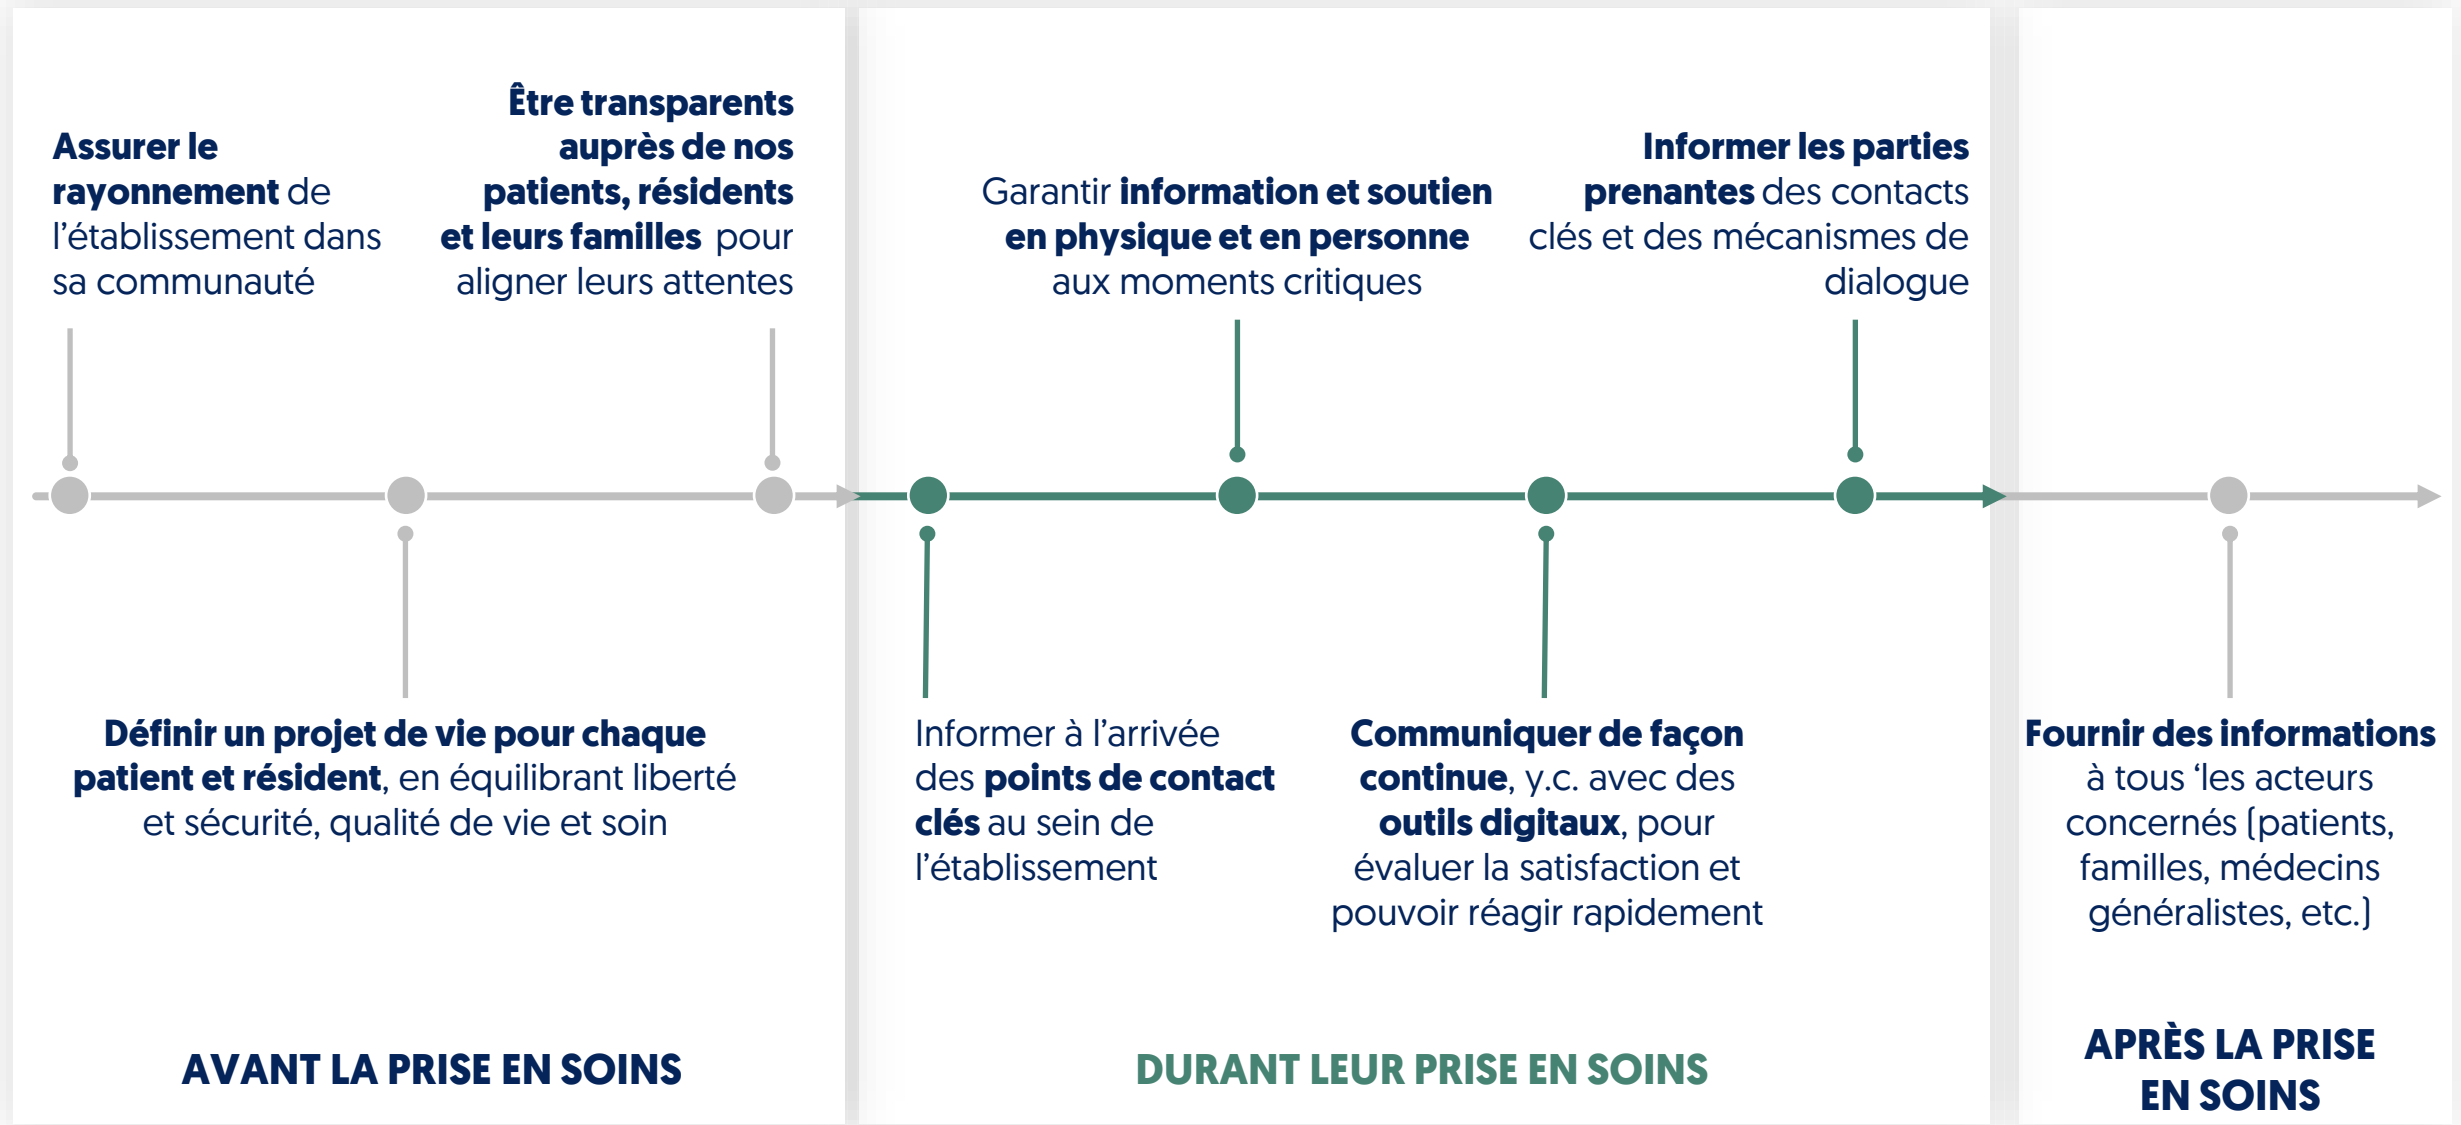 Assurer le
rayonnement de
l’établissement dans
sa communauté
Être transparents
auprès de nos
patients, résidents
et leurs familles pour
aligner leurs attentes
Définir un projet de vie pour chaque
patient et résident, en équilibrant liberté
et sécurité, qualité de vie et soin
AVANT LA PRISE EN SOINS
Garantir information et soutien
en physique et en personne
aux moments critiques
Informer les parties
prenantes des contacts
clés et des mécanismes de
dialogue
Informer à l’arrivée
des points de contact
clés au sein de
l’établissement
Communiquer de façon
continue, y.c. avec des
outils digitaux, pour
évaluer la satisfaction et
pouvoir réagir rapidement
DURANT LEUR PRISE EN SOINS
Fournir des informations
à tous ‘les acteurs
concernés (patients,
familles, médecins
généralistes, etc.)
APRÈS LA PRISE
EN SOINS